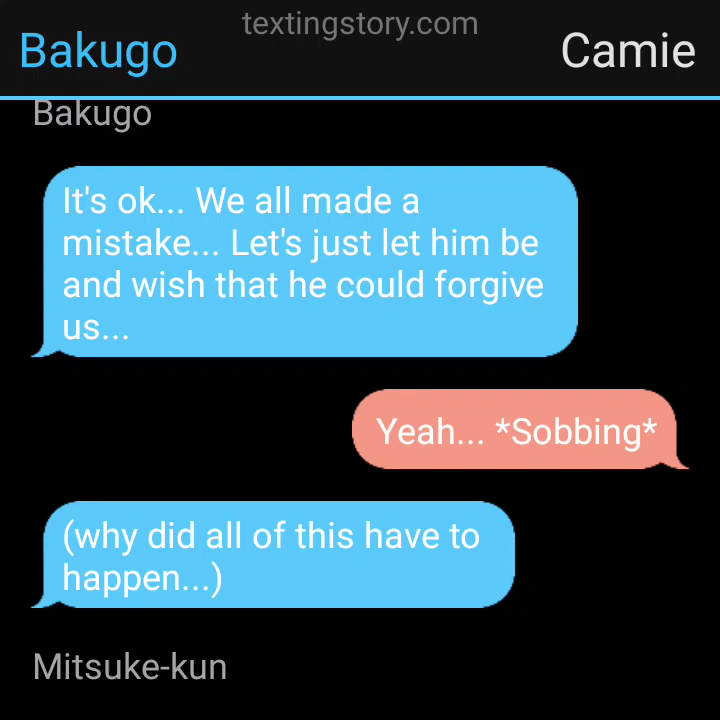 textingstory.com
Bakugo
Camie
Bakugo
It's ok... We all made a
mistake... Let's just let him be
and wish that he could forgive
us...
Yeah... *Sobbing*
(why did all of this have to
happen...)
Mitsuke-kun